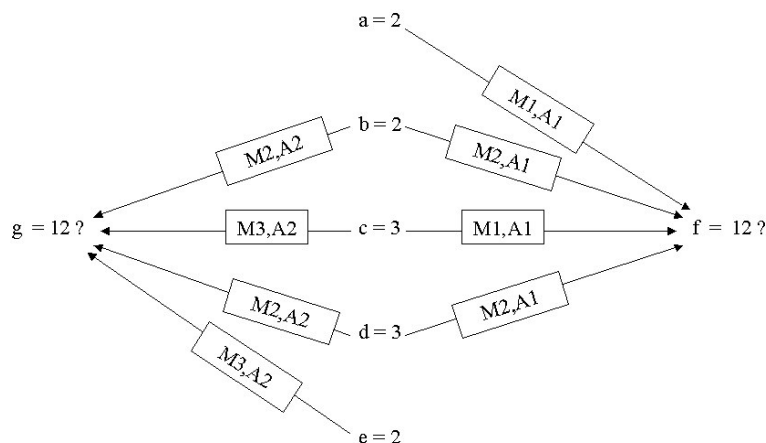 a = 2
M1,A1
b = 2
M2,A2
M2,A1
g = 12 ?
M3,A2
c = 3
M1,A1
f = 12 ?
M2,A2
d = 3
M2,A1
M3,A2
e = 2